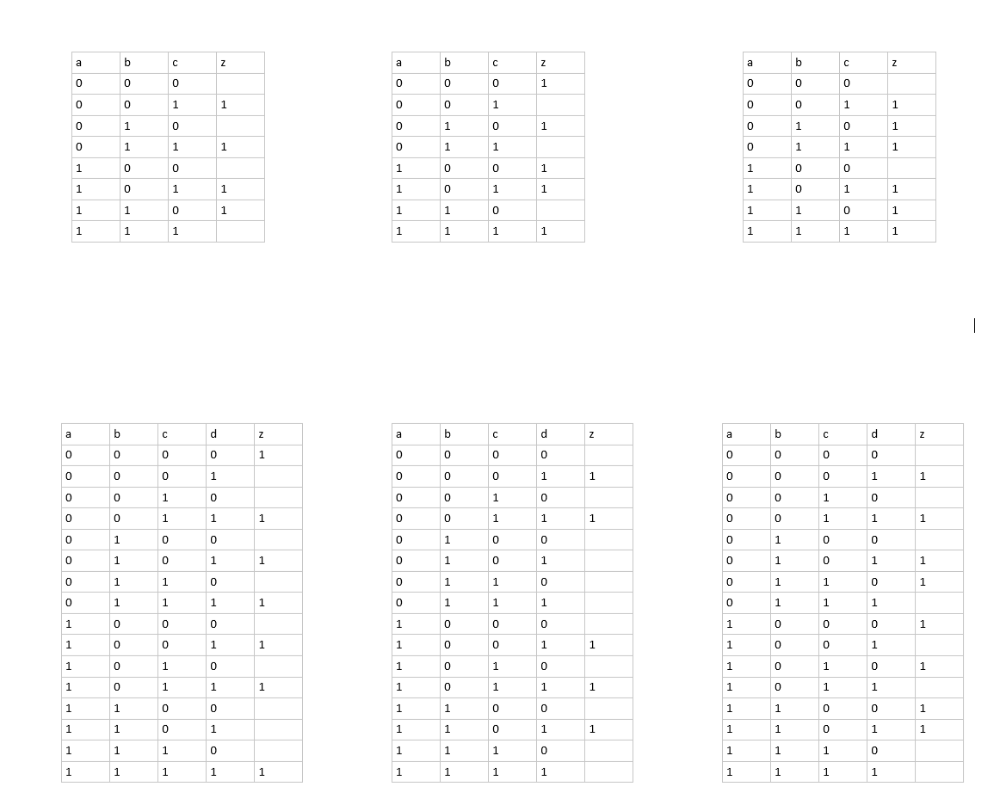 a b c z
0 0 0
0 0 1 1
0 1 0
0 1 1 1
1 0 0
1 0 1 1
1 1 0 1
1 1 1
a b c z
0 0 0 1
0 0 1
0 1 0 1
0 1 1
1 0 0 1
1 0 1 1
1 1 0
1 1 1 1
a b c z
0 0 0
0 0 1 1
0 1 0 1
0 1 1 1
1 0 0
1 0 1 1
1 1 0 1
1 1 1 1
a b c d z
0 0 0 0 1
0 0 0 1
0 0 1 0
0 0 1 1 1
0 1 0 0
0 1 0 1 1
0 1 1 0
0 1 1 1 1
1 0 0 0
1 0 0 1 1
1 0 1 0
1 0 1 1 1
1 1 0 0
1 1 0 1
1 1 1 0
1 1 1 1 1
a b c d z
0 0 0 0
0 0 0 1 1
0 0 1 0
0 0 1 1 1
0 1 0 0
0 1 0 1
0 1 1 0
0 1 1 1
1 0 0 0
1 0 0 1 1
1 0 1 0
1 0 1 1 1
1 1 0 0
1 1 0 1 1
1 1 1 0
1 1 1 1
a b c d z
0 0 0 0
0 0 0 1 1
0 0 1 0
0 0 1 1 1
0 1 0 0
0 1 0 1 1
0 1 1 0 1
0 1 1 1
1 0 0 0 1
1 0 0 1
1 0 1 0 1
1 0 1 1
1 1 0 0 1
1 1 0 1 1
1 1 1 0
1 1 1 1